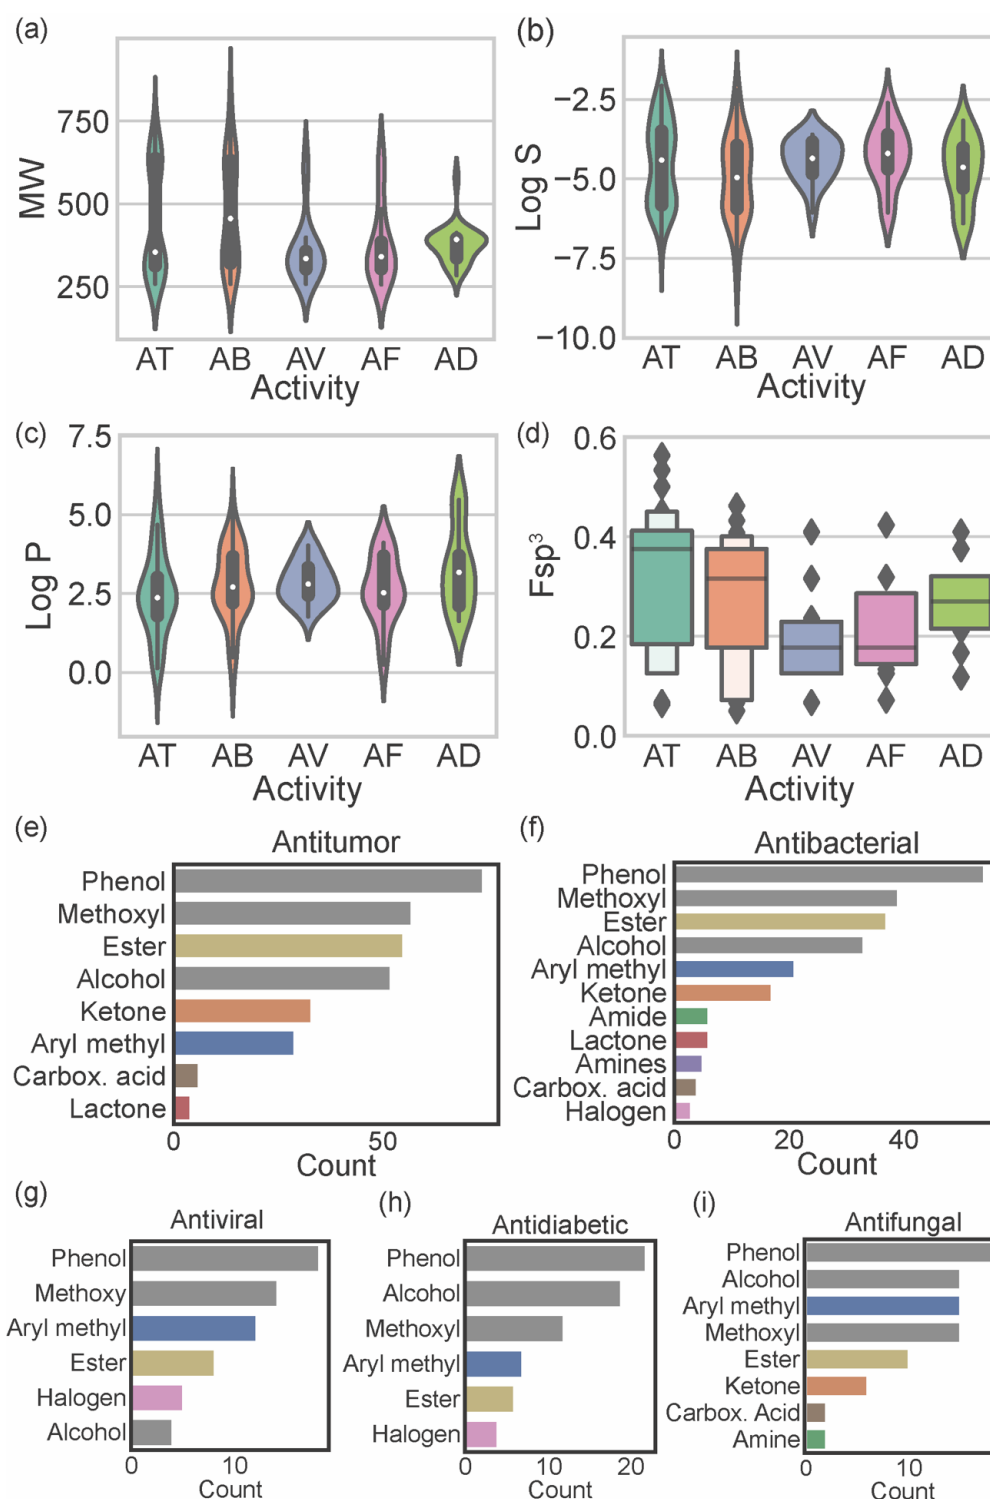 (a)
MW
750
500
250
AT AB AV AF AD
Activity
(b)
Log S
−2.5
−5.0
−7.5
−10.0
AT AB AV AF AD
Activity
(c)
Log P
7.5
5.0
2.5
0.0
AT AB AV AF AD
Activity
(d)
Fsp³
0.6
0.4
0.2
0.0
AT AB AV AF AD
Activity
(e)
Antitumor
Phenol
Methoxyl
Ester
Alcohol
Ketone
Aryl methyl
Carbox. acid
Lactone
0 50
Count
(f)
Antibacterial
Phenol
Methoxyl
Ester
Alcohol
Aryl methyl
Ketone
Amide
Lactone
Amines
Carbox. acid
Halogen
0 20 40
Count
(g)
Antiviral
Phenol
Methoxy
Aryl methyl
Ester
Halogen
Alcohol
0 10
Count
(h)
Antidiabetic
Phenol
Alcohol
Methoxyl
Aryl methyl
Ester
Halogen
0 10 20
Count
(i)
Antifungal
Phenol
Alcohol
Aryl methyl
Methoxyl
Ester
Ketone
Carbox. Acid
Amine
0 10
Count